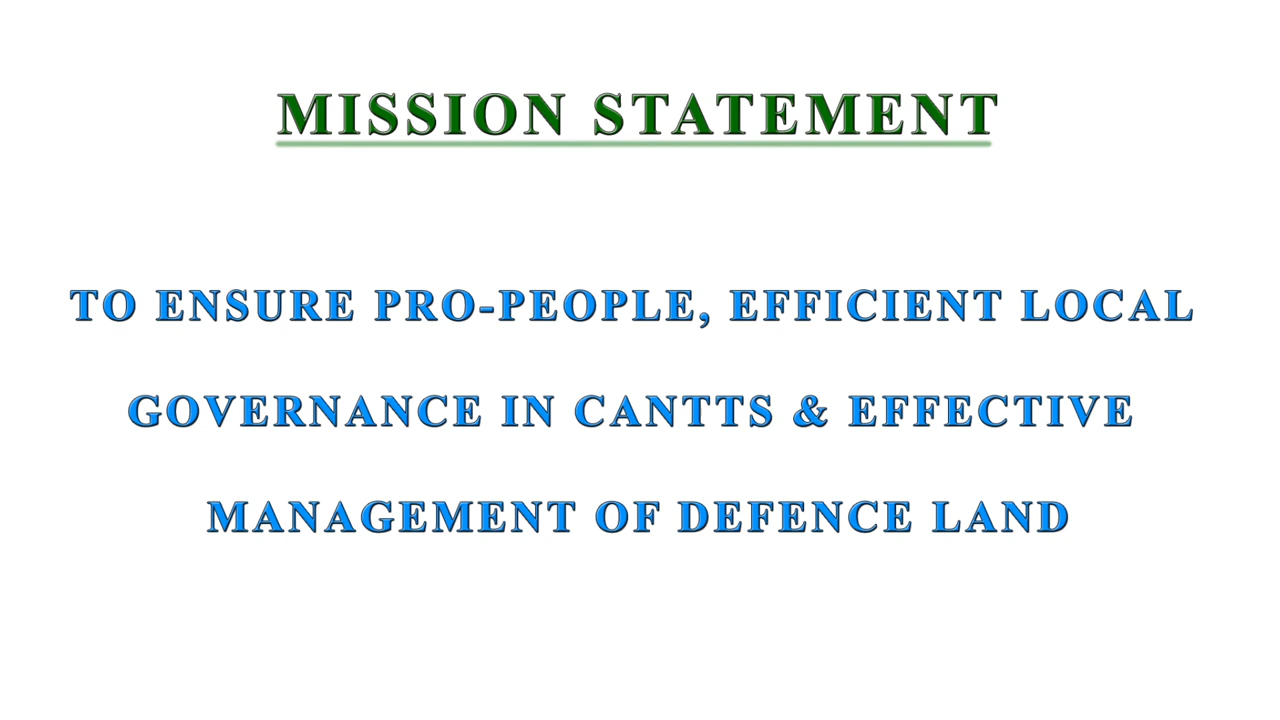 MISSION STATEMENT
TO ENSURE PRO-PEOPLE, EFFICIENT LOCAL
GOVERNANCE IN CANTTS & EFFECTIVE
MANAGEMENT OF DEFENCE LAND